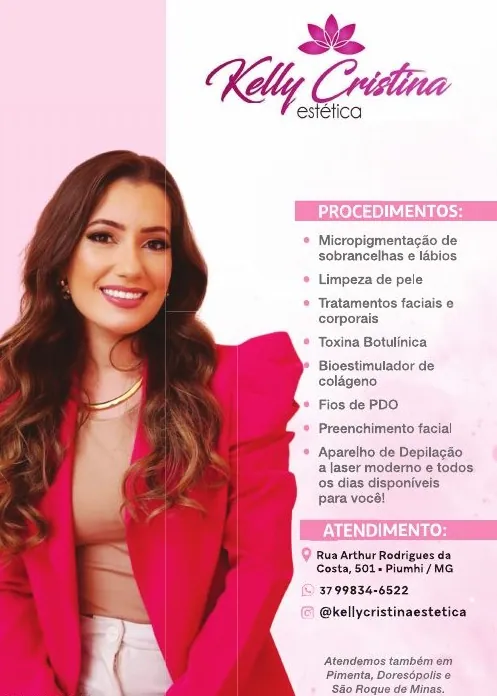 Kelly Cristina
estética
PROCEDIMENTOS:
• Micropigmentação de
sobrancelhas e lábios
• Limpeza de pele
• Tratamentos faciais e
corporais
• Toxina Botulínica
• Bioestimulador de
colágeno
• Fios de PDO
• Preenchimento facial
• Aparelho de Depilação
a laser moderno e todos
os dias disponíveis
para você!
ATENDIMENTO:
Rua Arthur Rodrigues da
Costa, 501 • Piumhi / MG
37 99834-6522
@kellycristinaestetica
Atendemos também em
Pimenta, Doresópolis e
São Roque de Minas.